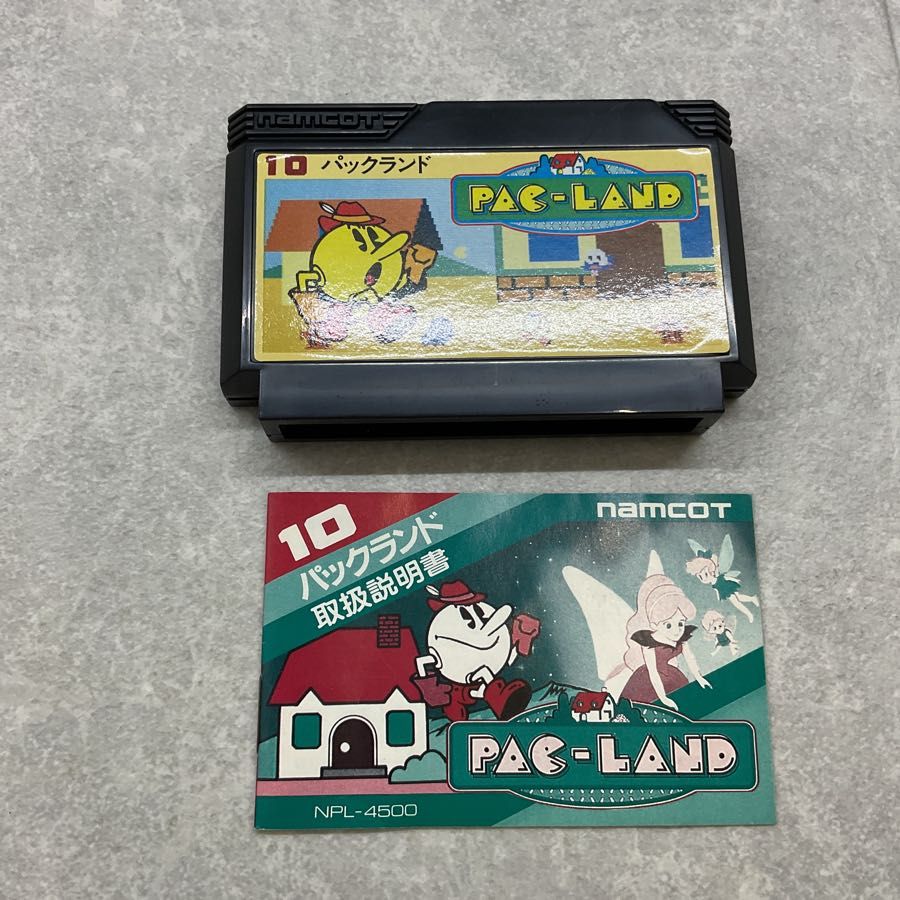 namcoT
10 パックランド
PAC-LAND
10
パックランド
取扱説明書
namcoT
PAC-LAND
NPL-4500